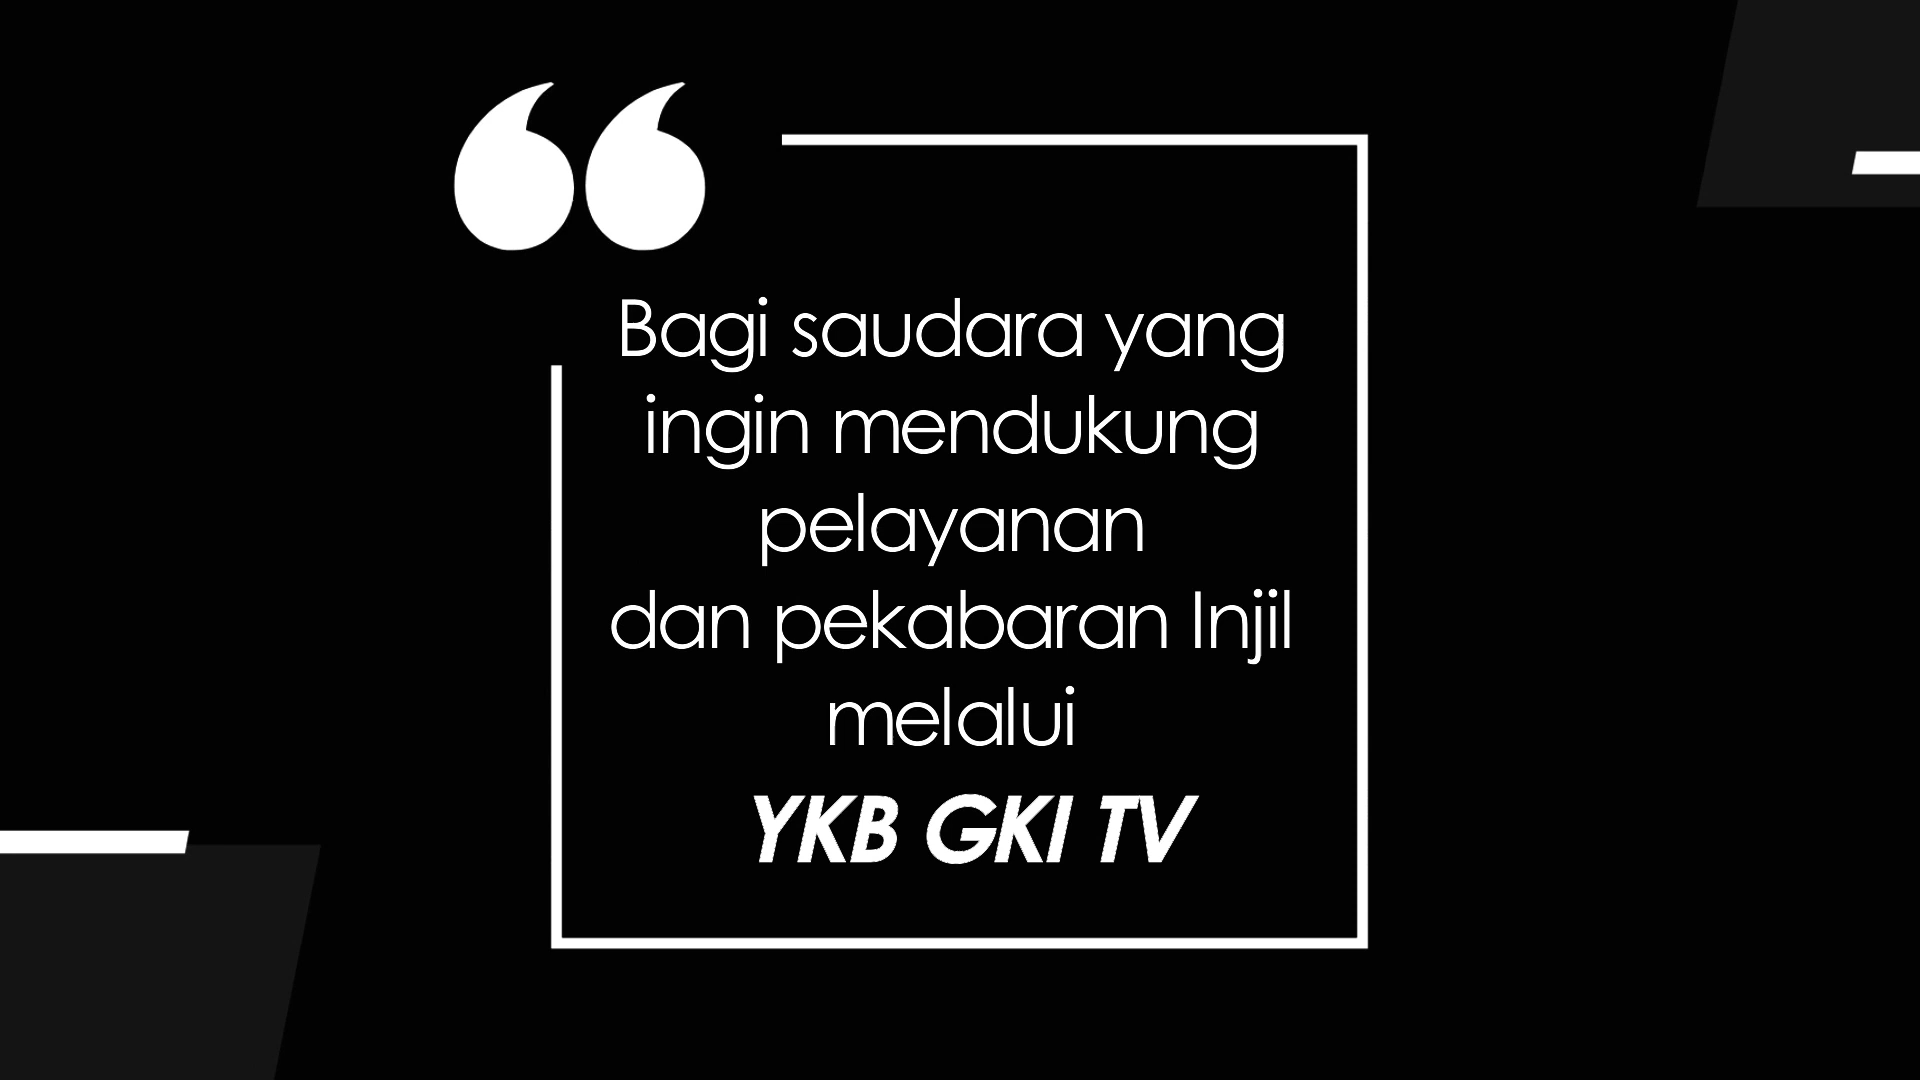 Bagi saudara yang
ingin mendukung
pelayanan
dan pekabaran Injil
melalui
YKB GKI TV